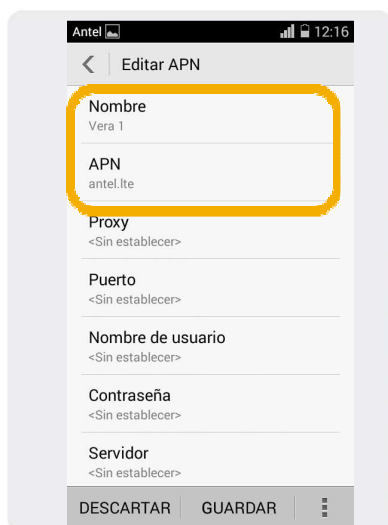 Antel 12:16
Editar APN
Nombre
Vera 1
APN
antel.lte
Proxy
<Sin establecer>
Puerto
<Sin establecer>
Nombre de usuario
<Sin establecer>
Contraseña
<Sin establecer>
Servidor
<Sin establecer>
DESCARTAR GUARDAR